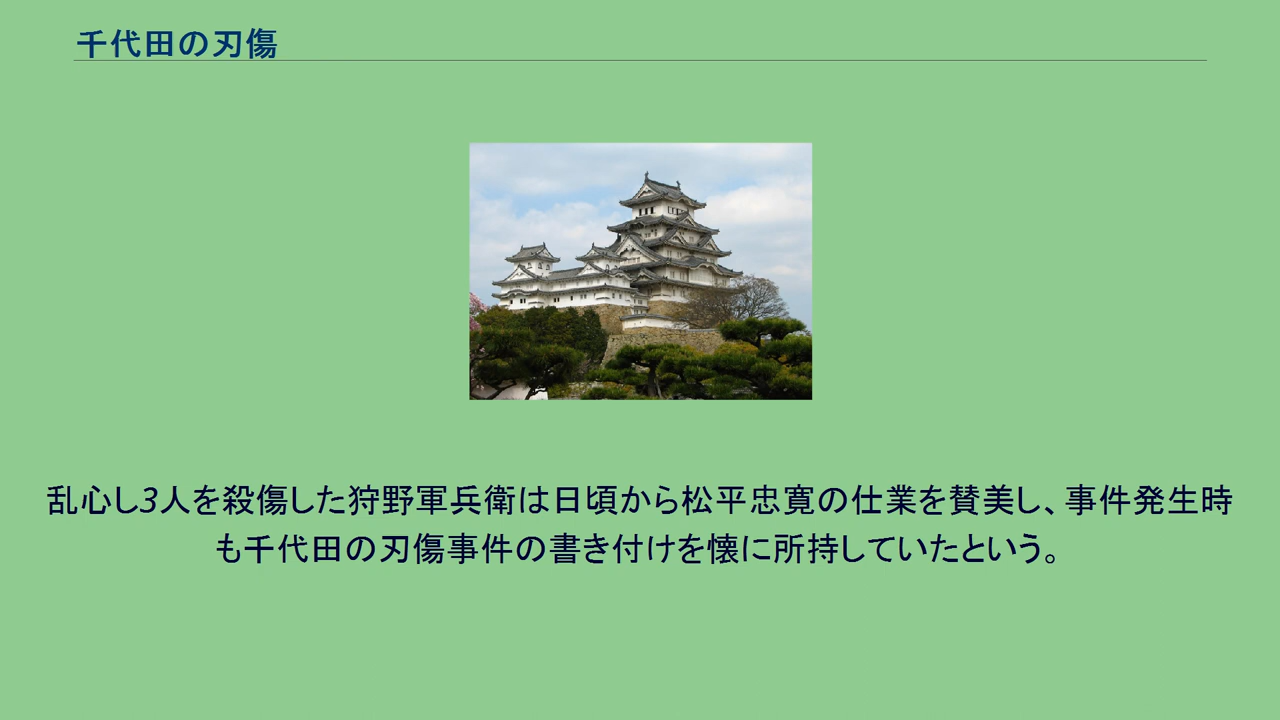 千代田の刃傷
乱心し3人を殺傷した狩野軍兵衛は日頃から松平忠寛の仕業を賛美し、事件発生時
も千代田の刃傷事件の書き付けを懐に所持していたという。